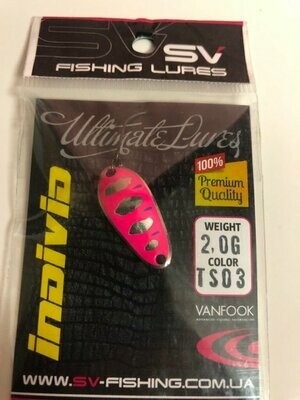 SV SV
FISHING LURES
Ultimate Lures
100%
Premium
Quality
indivia
WEIGHT
2,0G
COLOR
TS03
VANFOOK
WWW.SV-FISHING.COM.UA